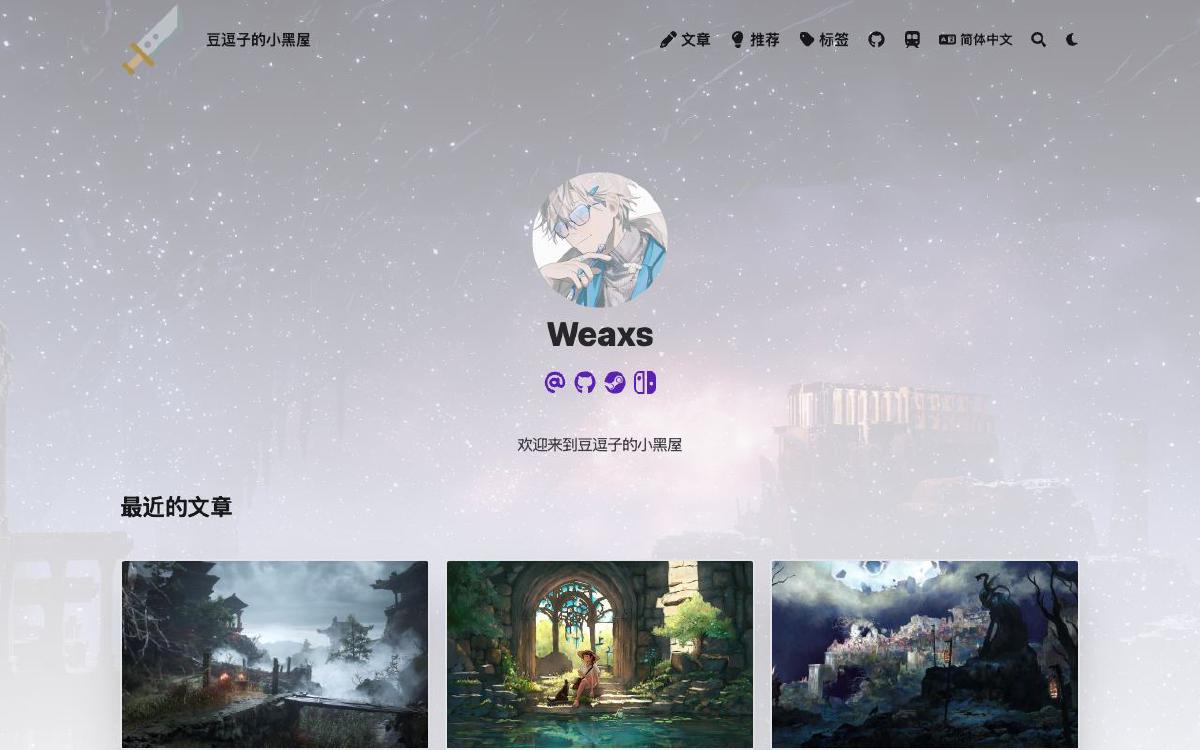 豆逗子的小黑屋
文章
推荐
标签
简体中文
Weaxs
欢迎来到豆逗子的小黑屋
最近的文章